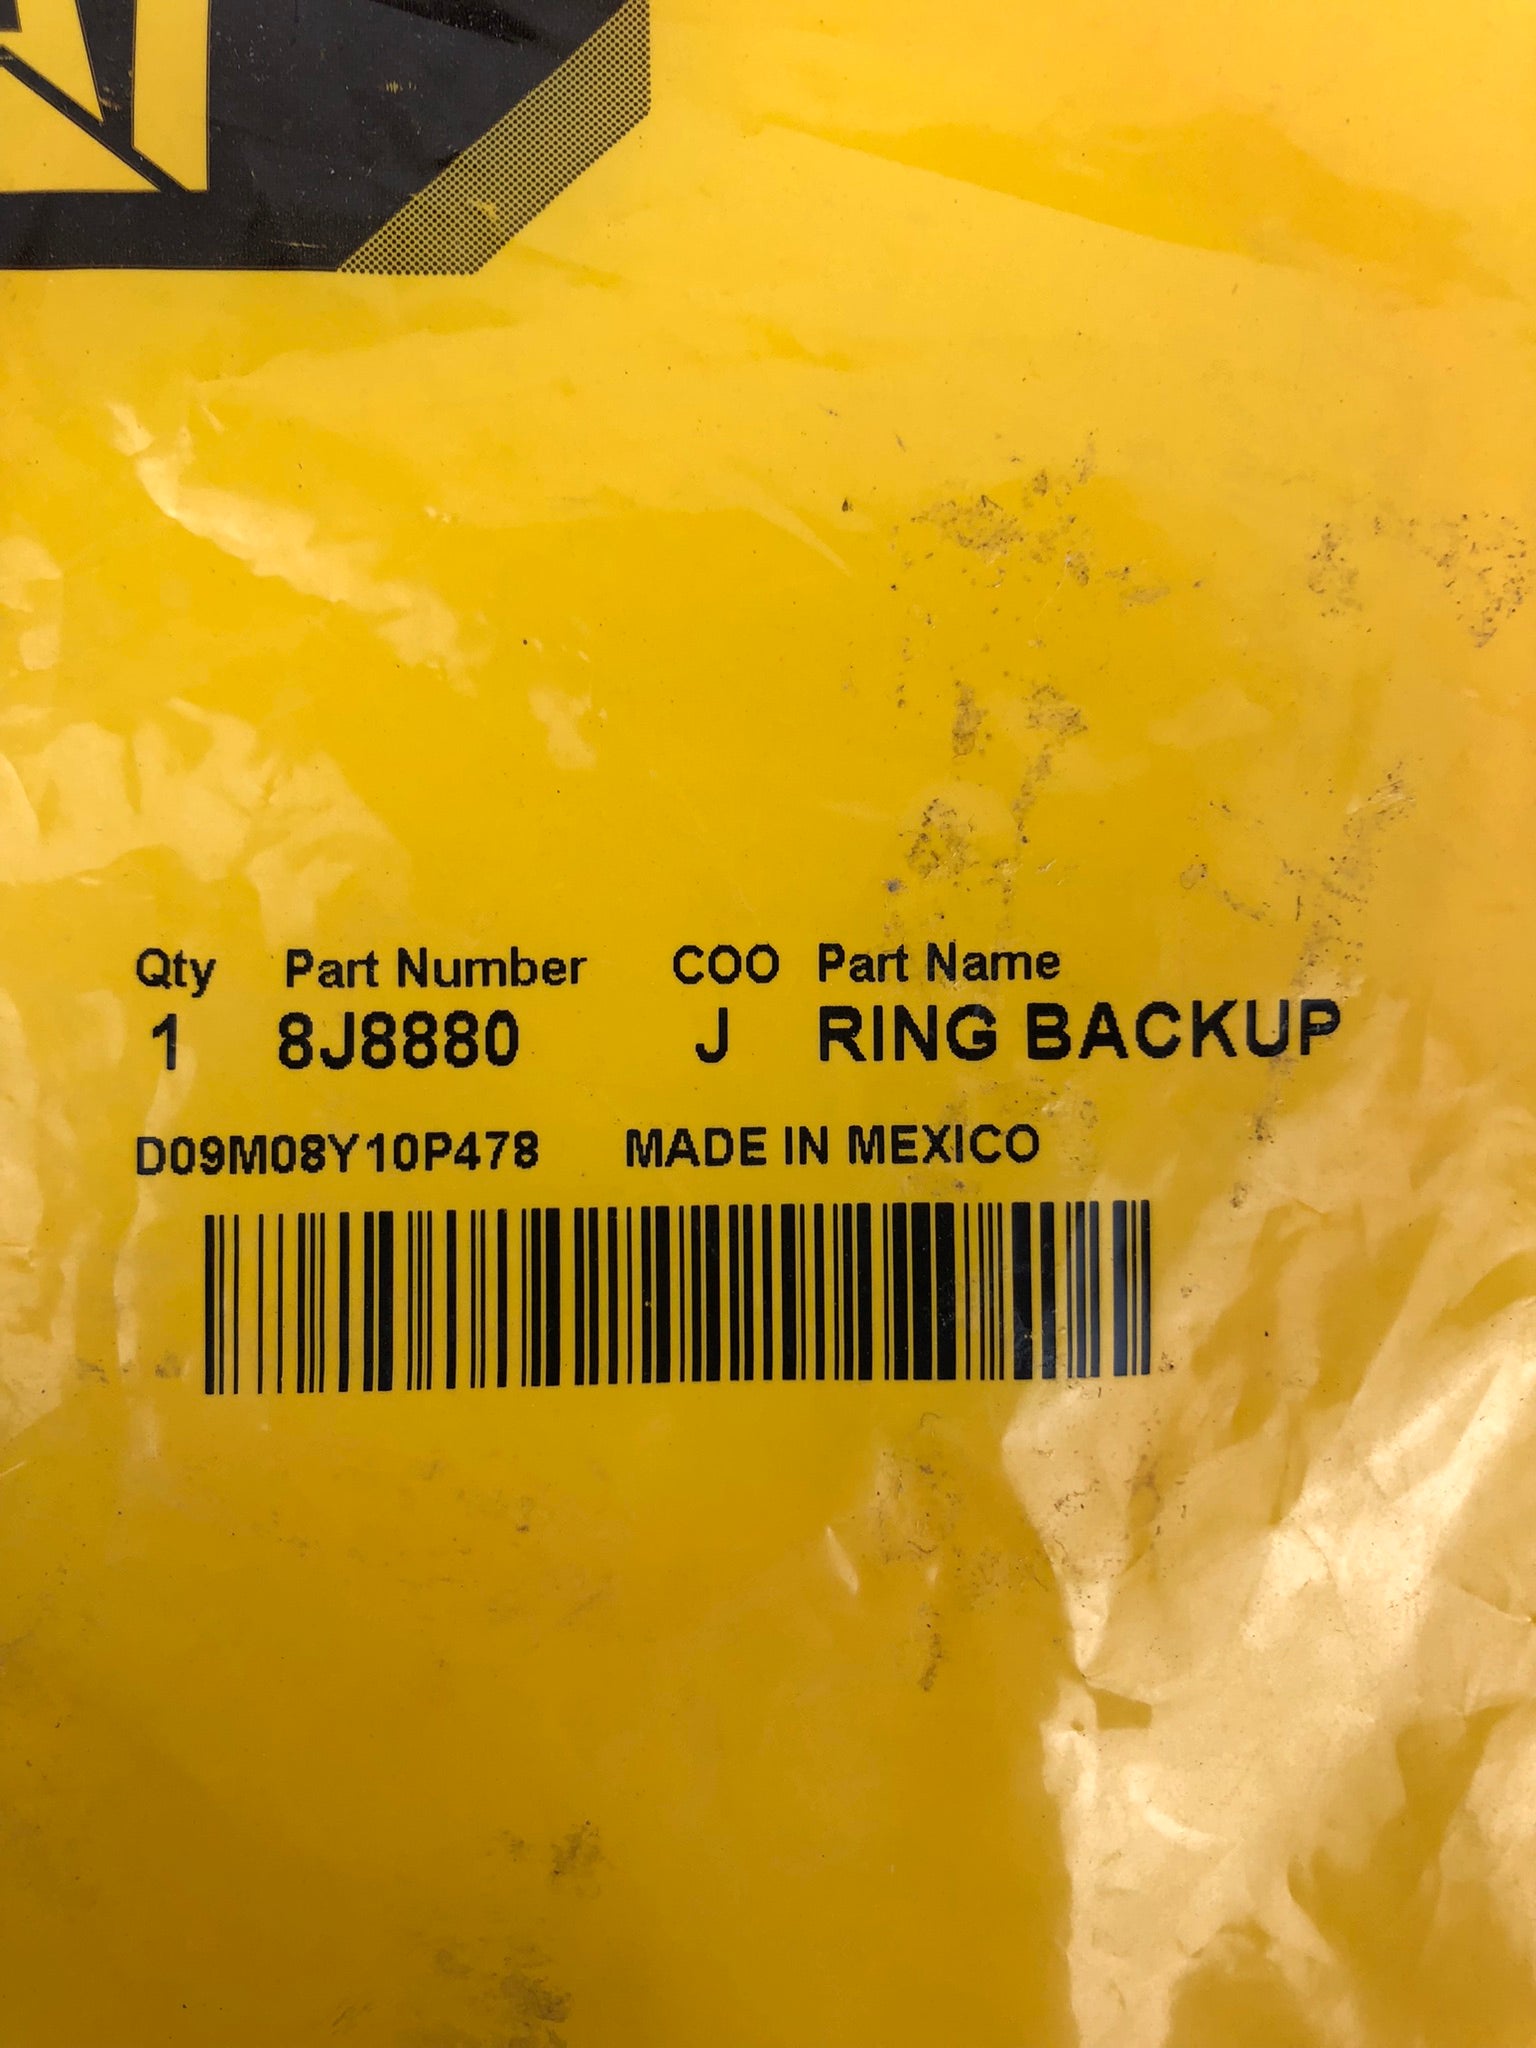 Qty Part Number COO Part Name
1 8J8880 J RING BACKUP
D09M08Y10P478 MADE IN MEXICO